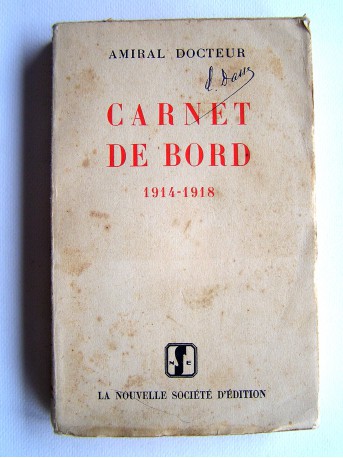 AMIRAL DOCTEUR
CARNET
DE BORD
1914-1918
N S E
LA NOUVELLE SOCIÉTÉ D'ÉDITION